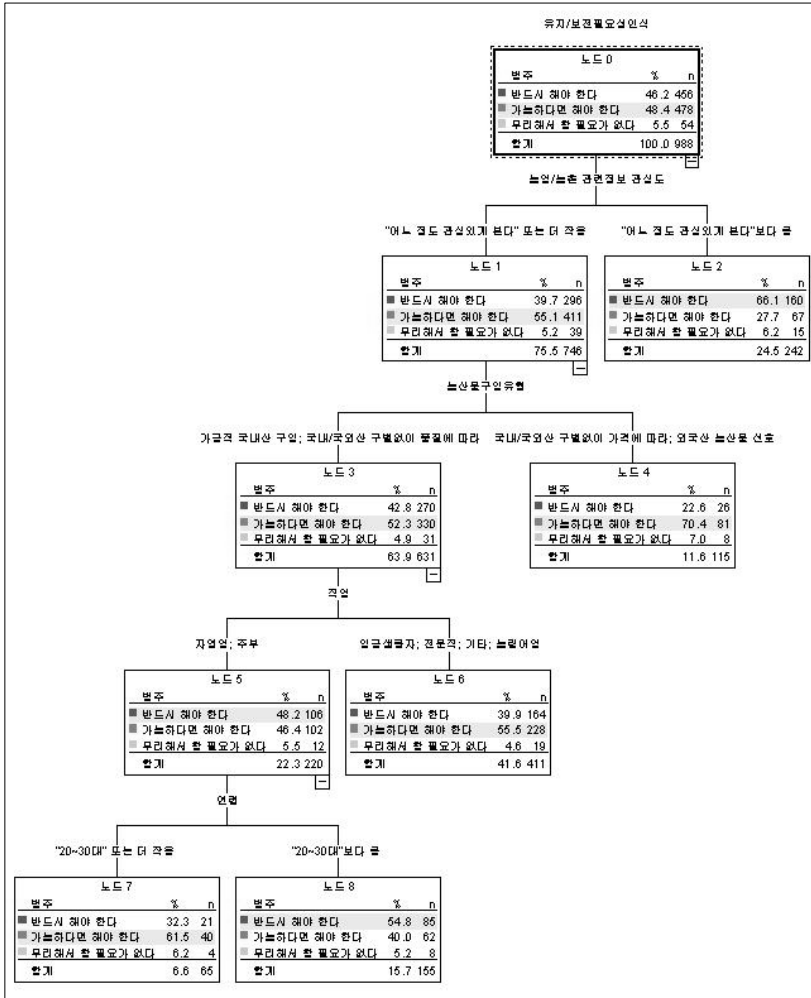 유지/보전필요성인식
노드 0
범주 % n
반드시 해야 한다 46.2 456
가능하다면 해야 한다 48.4 478
무리해서 할 필요가 없다 5.5 54
합계 100.0 988
농업/농촌 관련정보 관심도
"어느 정도 관심있게 본다" 또는 더 작음 "어느 정도 관심있게 본다"보다 큼
노드 1
범주 % n
반드시 해야 한다 39.7 296
가능하다면 해야 한다 55.1 411
무리해서 할 필요가 없다 5.2 39
합계 75.5 746
노드 2
범주 % n
반드시 해야 한다 66.1 160
가능하다면 해야 한다 27.7 67
무리해서 할 필요가 없다 6.2 15
합계 24.5 242
농산물구입유형
가급적 국내산 구입; 국내/국외산 구별없이 품질에 따라 국내/국외산 구별없이 가격에 따라; 외국산 농산물 선호
노드 3
범주 % n
반드시 해야 한다 42.8 270
가능하다면 해야 한다 52.3 330
무리해서 할 필요가 없다 4.9 31
합계 63.9 631
노드 4
범주 % n
반드시 해야 한다 22.6 26
가능하다면 해야 한다 70.4 81
무리해서 할 필요가 없다 7.0 8
합계 11.6 115
직업
자영업; 주부 임금생활자; 전문직; 기타; 농림어업
노드 5
범주 % n
반드시 해야 한다 48.2 106
가능하다면 해야 한다 46.4 102
무리해서 할 필요가 없다 5.5 12
합계 22.3 220
노드 6
범주 % n
반드시 해야 한다 39.9 164
가능하다면 해야 한다 55.5 228
무리해서 할 필요가 없다 4.6 19
합계 41.6 411
연령
"20~30대" 또는 더 작음 "20~30대"보다 큼
노드 7
범주 % n
반드시 해야 한다 32.3 21
가능하다면 해야 한다 61.5 40
무리해서 할 필요가 없다 6.2 4
합계 6.6 65
노드 8
범주 % n
반드시 해야 한다 54.8 85
가능하다면 해야 한다 40.0 62
무리해서 할 필요가 없다 5.2 8
합계 15.7 155